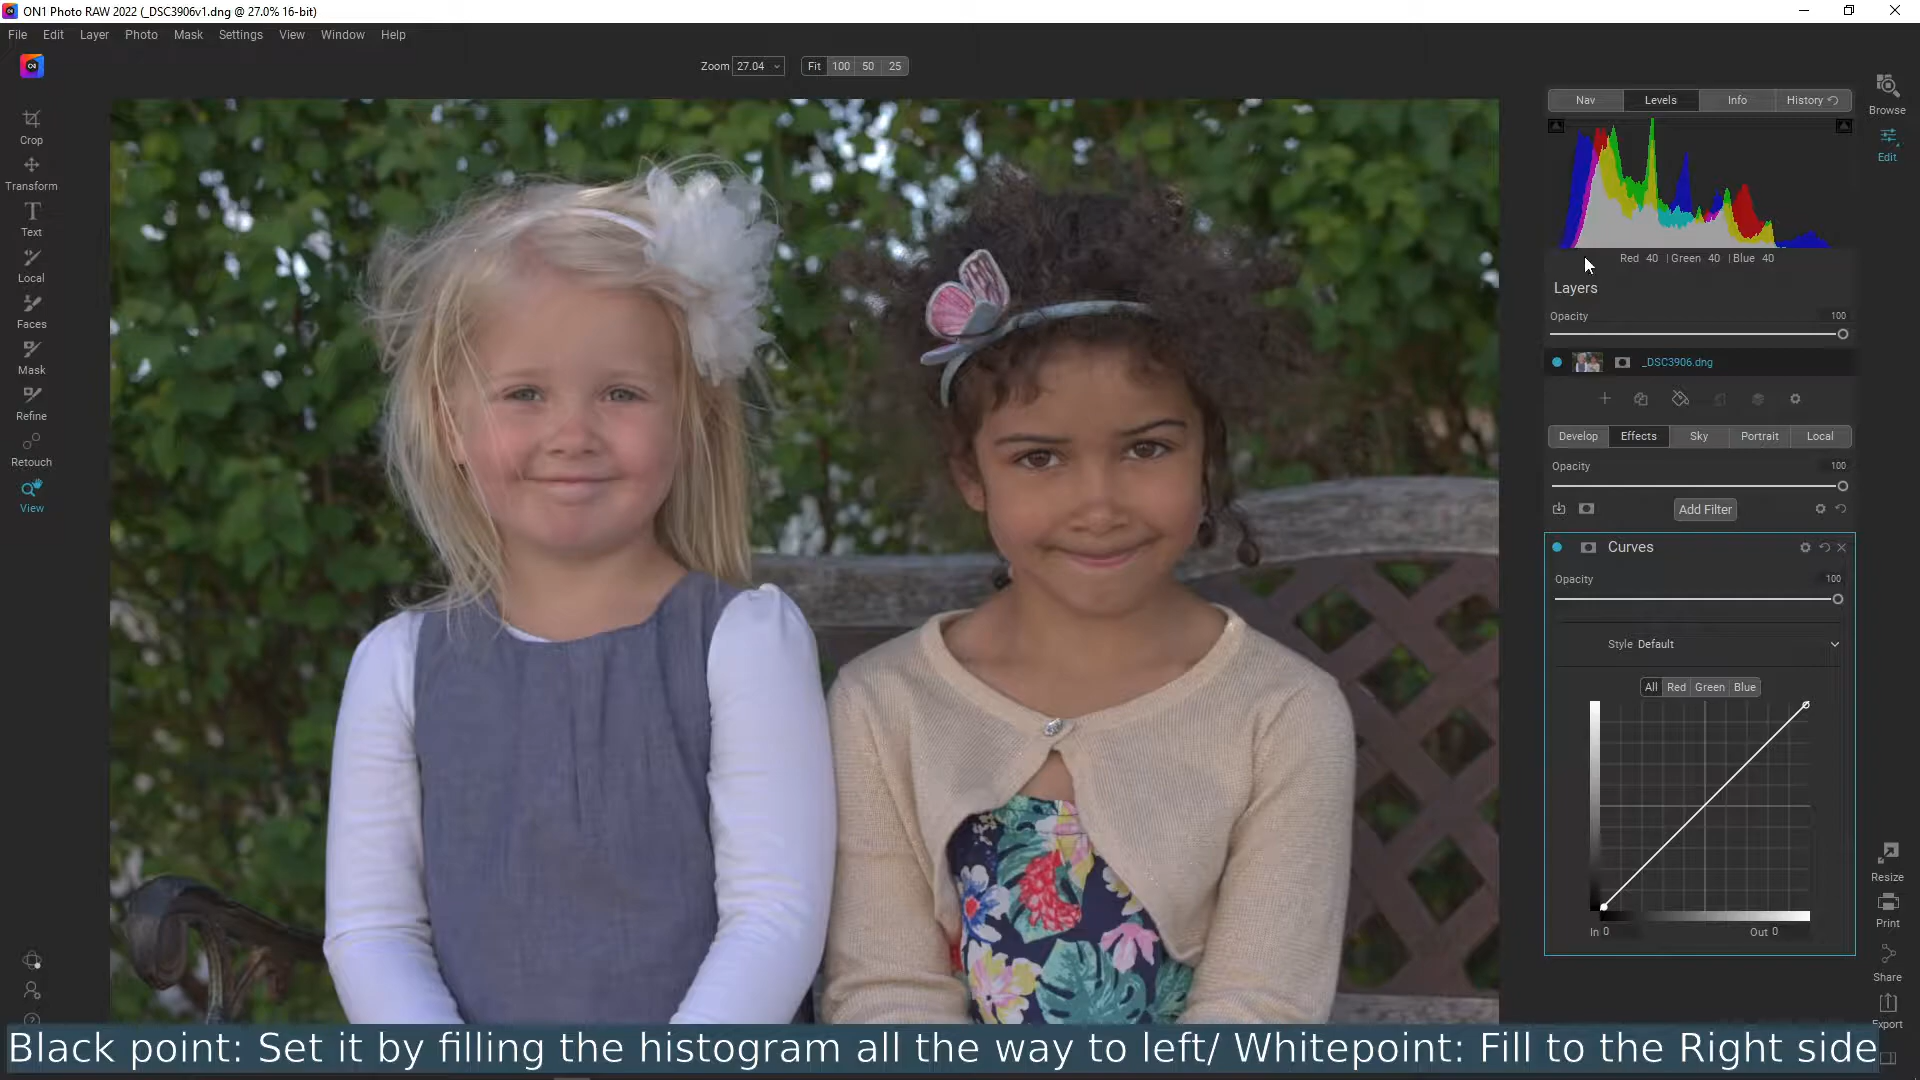 ON1 Photo RAW 2022 (_DSC3906v1.dng @ 27.0% 16-bit)
File Edit Layer Photo Mask Settings View Window Help
Zoom 27.04 Fit 100 50 25
Crop
Transform
Text
Local
Faces
Mask
Refine
Retouch
View
Nav Levels Info History
Red 40 | Green 40 | Blue 40
Layers
Opacity 100
_DSC3906.dng
Develop Effects Sky Portrait Local
Opacity 100
Add Filter
Curves
Opacity 100
Style Default
All Red Green Blue
In 0 Out 0
Browse
Edit
Resize
Print
Share
Export
Black point: Set it by filling the histogram all the way to left/ Whitepoint: Fill to the Right side